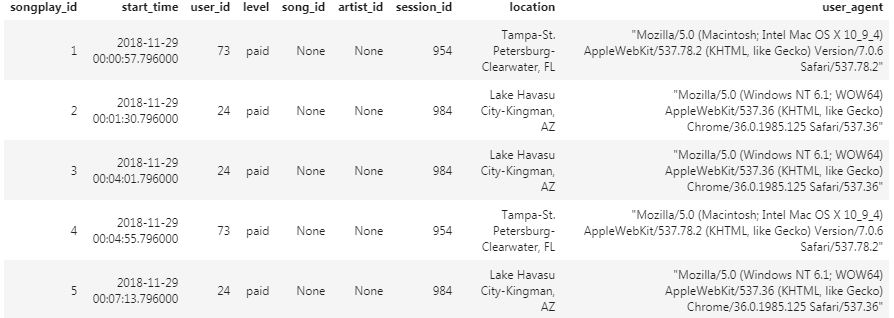 songplay_id start_time user_id level song_id artist_id session_id location user_agent
1 2018-11-29 00:00:57.796000 73 paid None None 954 Tampa-St. Petersburg-Clearwater, FL "Mozilla/5.0 (Macintosh; Intel Mac OS X 10_9_4) AppleWebKit/537.78.2 (KHTML, like Gecko) Version/7.0.6 Safari/537.78.2"
2 2018-11-29 00:01:30.796000 24 paid None None 984 Lake Havasu City-Kingman, AZ "Mozilla/5.0 (Windows NT 6.1; WOW64) AppleWebKit/537.36 (KHTML, like Gecko) Chrome/36.0.1985.125 Safari/537.36"
3 2018-11-29 00:04:01.796000 24 paid None None 984 Lake Havasu City-Kingman, AZ "Mozilla/5.0 (Windows NT 6.1; WOW64) AppleWebKit/537.36 (KHTML, like Gecko) Chrome/36.0.1985.125 Safari/537.36"
4 2018-11-29 00:04:55.796000 73 paid None None 954 Tampa-St. Petersburg-Clearwater, FL "Mozilla/5.0 (Macintosh; Intel Mac OS X 10_9_4) AppleWebKit/537.78.2 (KHTML, like Gecko) Version/7.0.6 Safari/537.78.2"
5 2018-11-29 00:07:13.796000 24 paid None None 984 Lake Havasu City-Kingman, AZ "Mozilla/5.0 (Windows NT 6.1; WOW64) AppleWebKit/537.36 (KHTML, like Gecko) Chrome/36.0.1985.125 Safari/537.36"